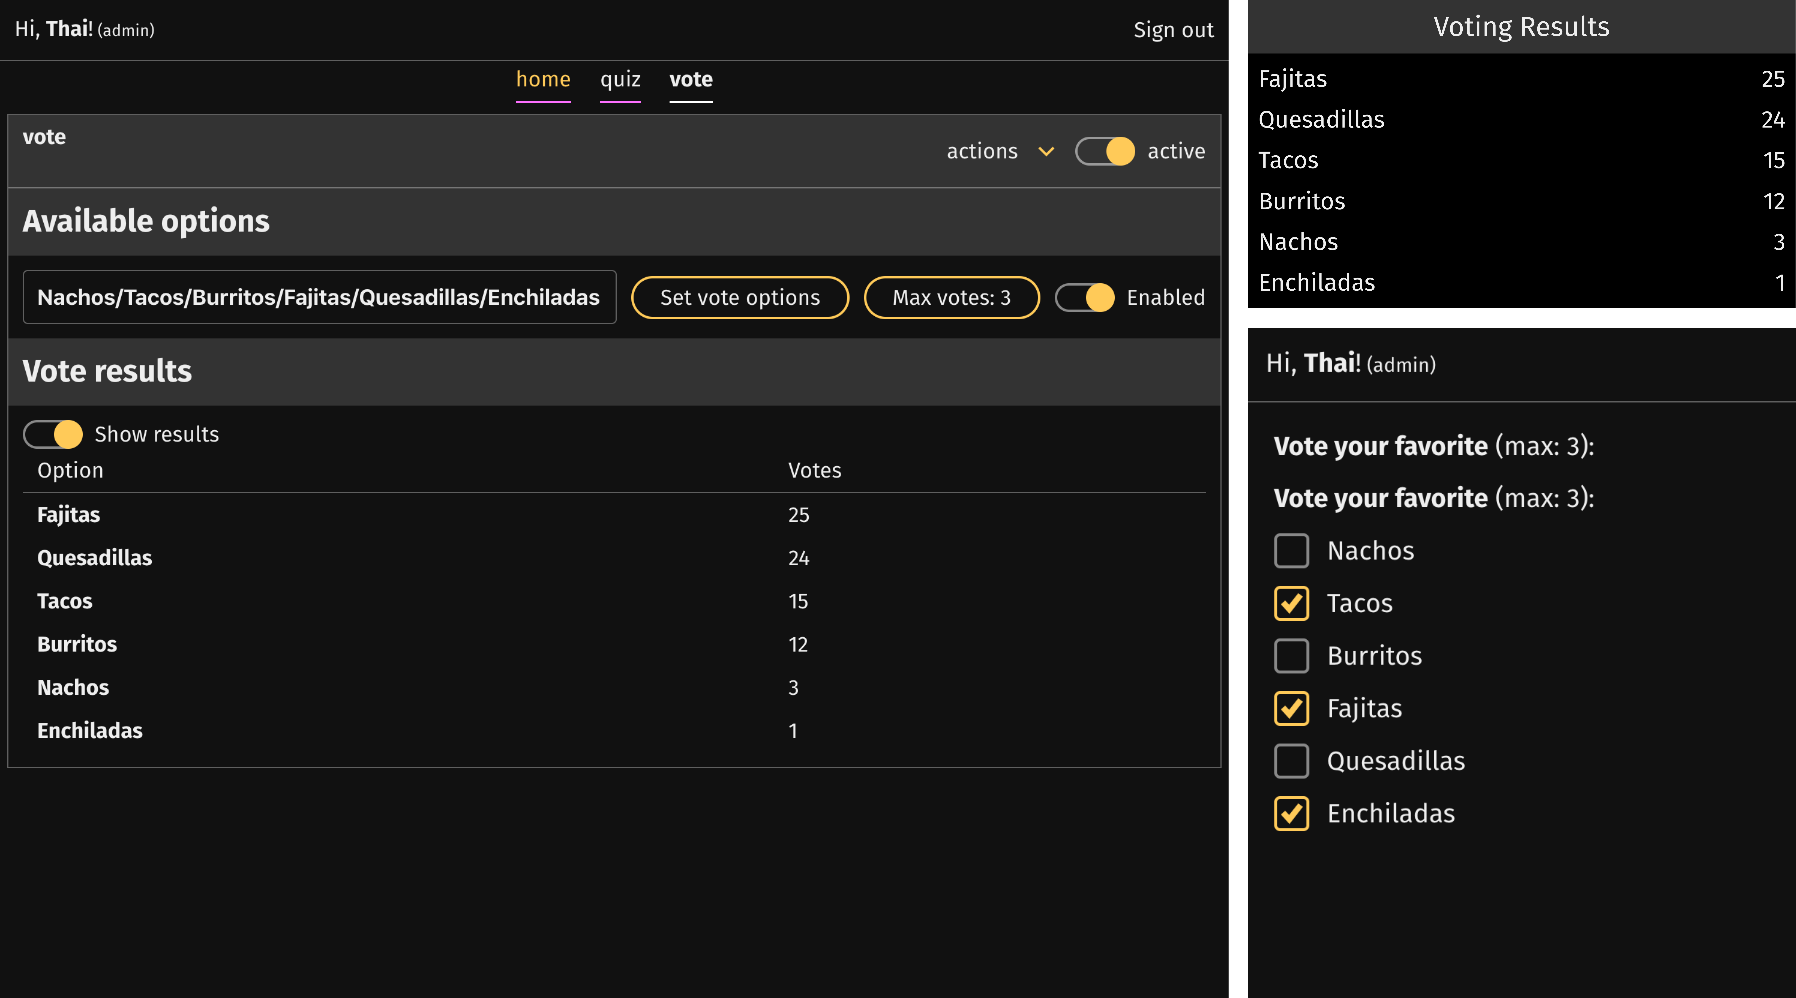 Hi, Thai! (admin)
Sign out
home quiz vote
vote
actions active
Available options
Nachos/Tacos/Burritos/Fajitas/Quesadillas/Enchiladas
Set vote options
Max votes: 3
Enabled
Vote results
Show results
Option Votes
Fajitas 25
Quesadillas 24
Tacos 15
Burritos 12
Nachos 3
Enchiladas 1
Voting Results
Fajitas 25
Quesadillas 24
Tacos 15
Burritos 12
Nachos 3
Enchiladas 1
Hi, Thai! (admin)
Vote your favorite (max: 3):
Vote your favorite (max: 3):
Nachos
Tacos
Burritos
Fajitas
Quesadillas
Enchiladas